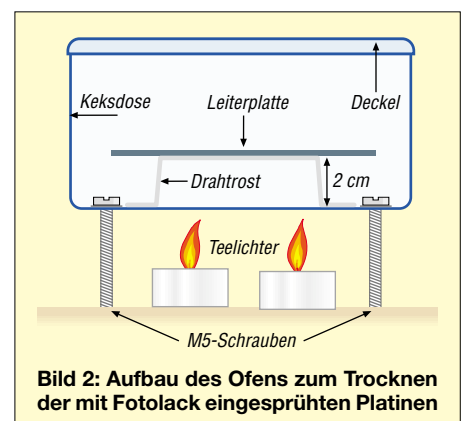 Keksdose
Leiterplatte
Deckel
Drahtrost
2 cm
Teelichter
M5-Schrauben
Bild 2: Aufbau des Ofens zum Trocknen
der mit Fotolack eingesprühten Platinen